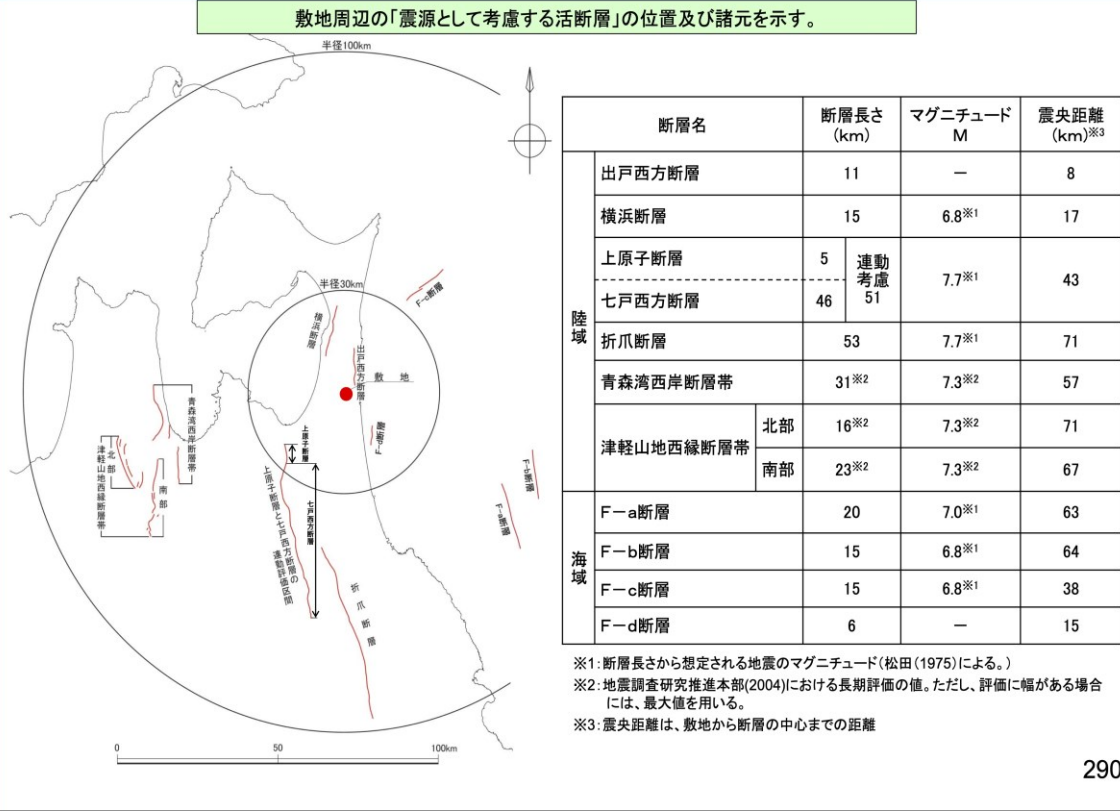 敷地周辺の「震源として考慮する活断層」の位置及び諸元を示す。
半径100km
半径30km
F-c断層
横浜断層
出戸西方断層
敷地
F-d断層
青森湾西岸断層帯
上原子断層
北部
津軽山地西縁断層帯
南部
上原子断層と七戸西方断層の
連動評価区間
七戸西方断層
F-b断層
F-a断層
折爪断層
0 50 100km
断層名 断層長さ(km) マグニチュードM 震央距離(km)※3
陸域
出戸西方断層 11 － 8
横浜断層 15 6.8※1 17
上原子断層 5 連動考慮51 7.7※1 43
七戸西方断層 46
折爪断層 53 7.7※1 71
青森湾西岸断層帯 31※2 7.3※2 57
津軽山地西縁断層帯 北部 16※2 7.3※2 71
南部 23※2 7.3※2 67
海域
F－a断層 20 7.0※1 63
F－b断層 15 6.8※1 64
F－c断層 15 6.8※1 38
F－d断層 6 － 15
※1：断層長さから想定される地震のマグニチュード（松田（1975）による。）
※2：地震調査研究推進本部(2004)における長期評価の値。ただし、評価に幅がある場合
には、最大値を用いる。
※3：震央距離は、敷地から断層の中心までの距離
290